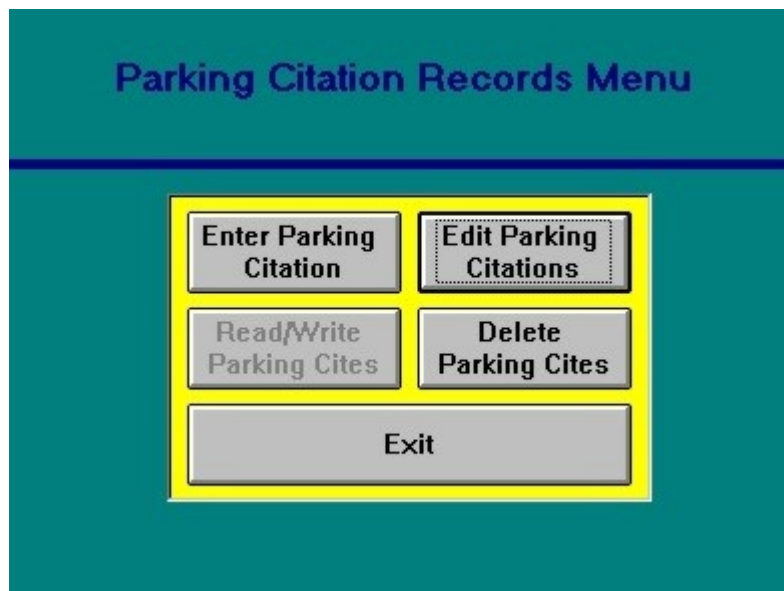 Parking Citation Records Menu
Enter Parking
Citation
Edit Parking
Citations
Read/Write
Parking Cites
Delete
Parking Cites
Exit